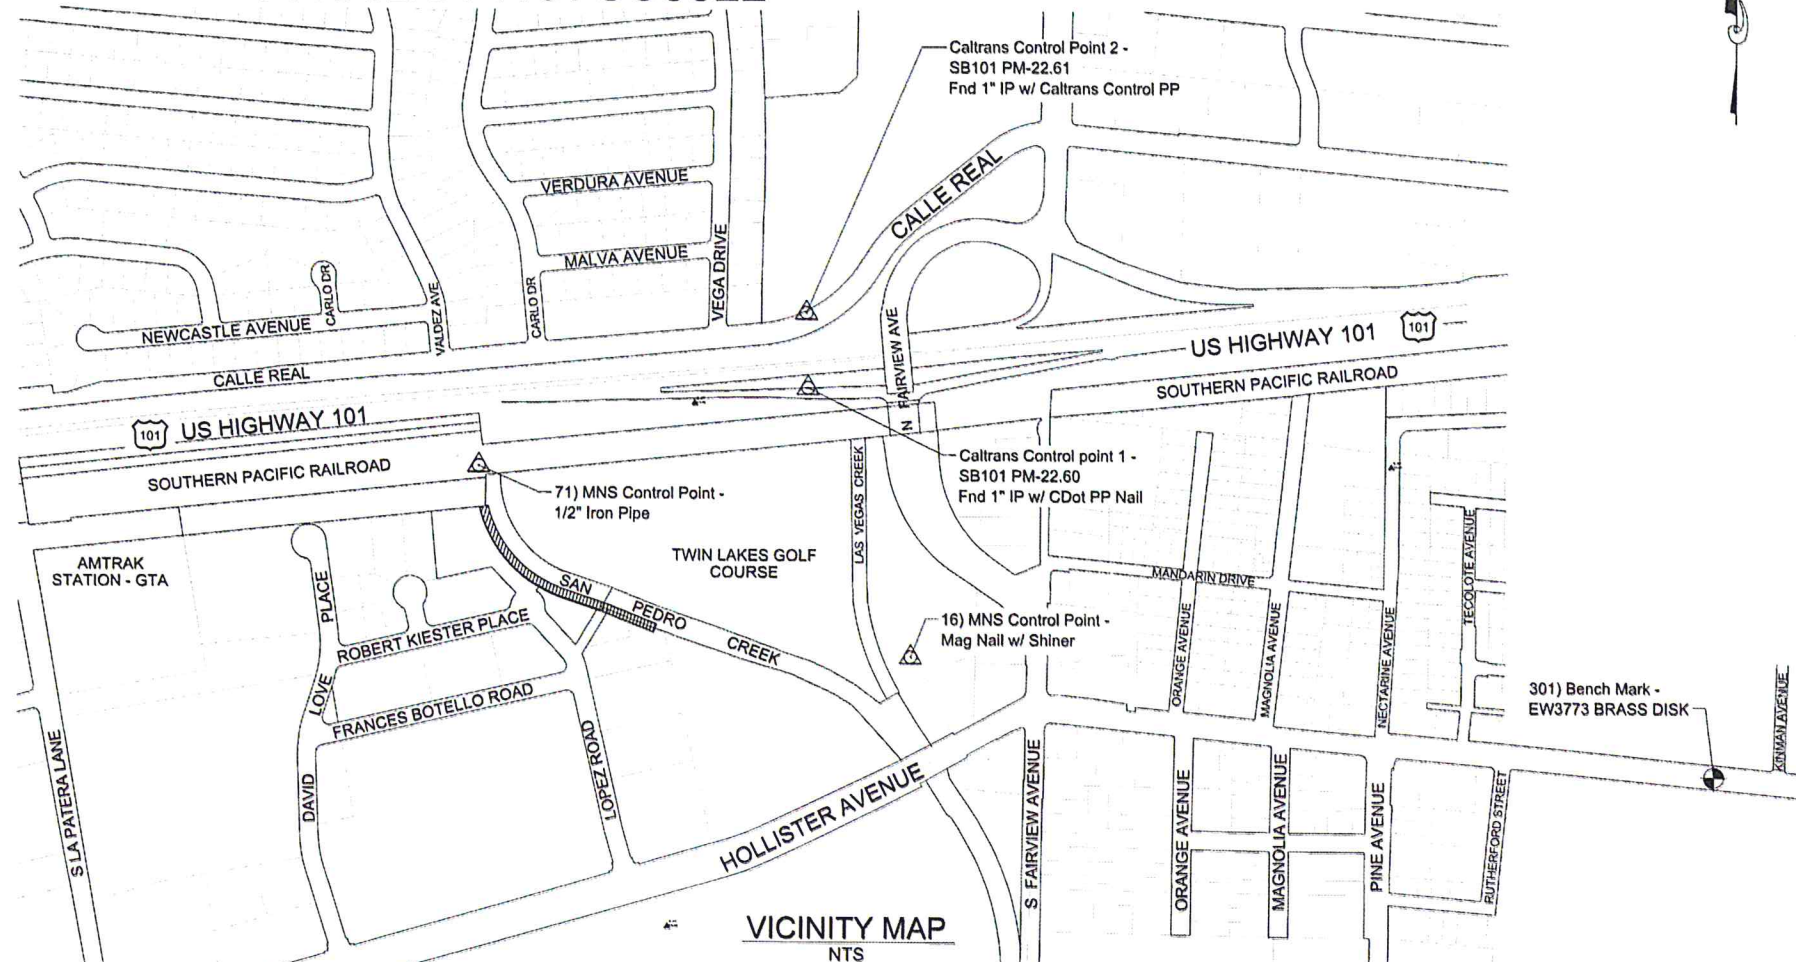 Caltrans Control Point 2 -
SB101 PM-22.61
Fnd 1" IP w/ Caltrans Control PP
CALLE REAL
VERDURA AVENUE
MALVA AVENUE
VEGA DRIVE
CARLO DR
VALDEZ AVE
CARLO DR
NEWCASTLE AVENUE
CALLE REAL
FAIRVIEW AVE
N
US HIGHWAY 101
101
SOUTHERN PACIFIC RAILROAD
101
US HIGHWAY 101
SOUTHERN PACIFIC RAILROAD
Caltrans Control point 1 -
SB101 PM-22.60
Fnd 1" IP w/ CDot PP Nail
71) MNS Control Point -
1/2" Iron Pipe
LAS VEGAS CREEK
TWIN LAKES GOLF
COURSE
AMTRAK
STATION - GTA
SAN
PEDRO
CREEK
16) MNS Control Point -
Mag Nail w/ Shiner
MANDARIN DRIVE
TECOLOTE AVENUE
ORANGE AVENUE
MAGNOLIA AVENUE
NECTARINE AVENUE
DAVID
LOVE
PLACE
ROBERT KIESTER PLACE
FRANCES BOTELLO ROAD
LOPEZ ROAD
S LA PATERA LANE
HOLLISTER AVENUE
S FAIRVIEW AVENUE
ORANGE AVENUE
MAGNOLIA AVENUE
PINE AVENUE
RUTHERFORD STREET
301) Bench Mark -
EW3773 BRASS DISK
KINMAN AVENUE
VICINITY MAP
NTS